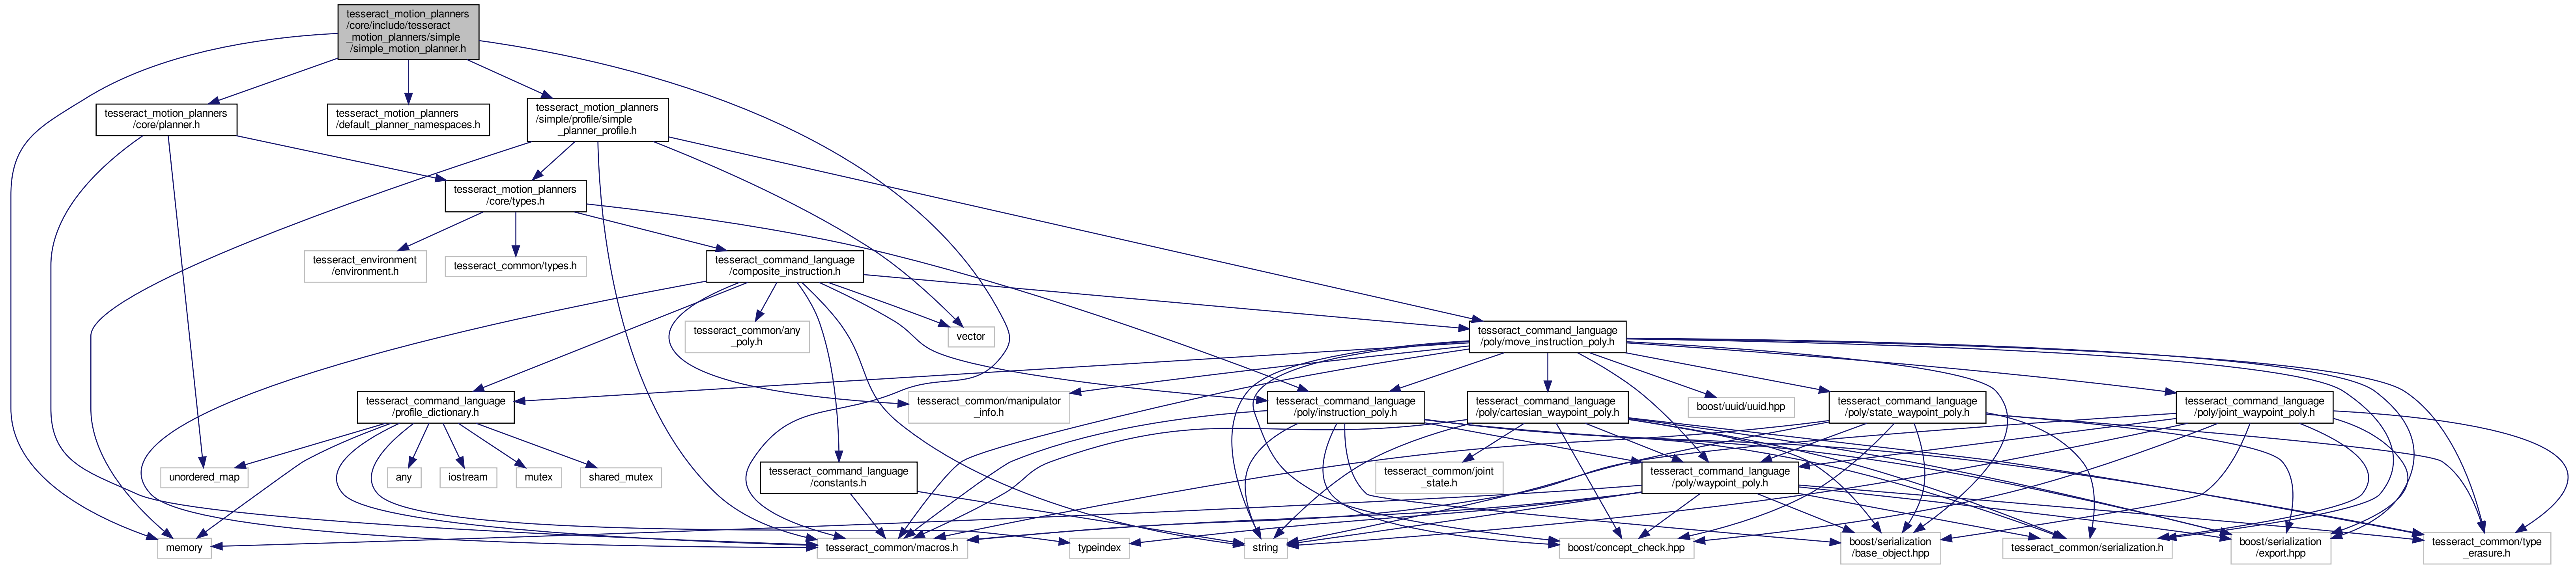 tesseract_motion_planners
/core/include/tesseract
_motion_planners/simple
/simple_motion_planner.h
tesseract_motion_planners
/core/planner.h
tesseract_motion_planners
/default_planner_namespaces.h
tesseract_motion_planners
/simple/profile/simple
_planner_profile.h
tesseract_motion_planners
/core/types.h
tesseract_environment
/environment.h
tesseract_common/types.h
tesseract_command_language
/composite_instruction.h
tesseract_common/any
_poly.h
vector
tesseract_command_language
/poly/move_instruction_poly.h
tesseract_command_language
/profile_dictionary.h
tesseract_common/manipulator
_info.h
tesseract_command_language
/poly/instruction_poly.h
tesseract_command_language
/poly/cartesian_waypoint_poly.h
boost/uuid/uuid.hpp
tesseract_command_language
/poly/state_waypoint_poly.h
tesseract_command_language
/poly/joint_waypoint_poly.h
unordered_map
any
iostream
mutex
shared_mutex
tesseract_command_language
/constants.h
tesseract_common/joint
_state.h
tesseract_command_language
/poly/waypoint_poly.h
memory
tesseract_common/macros.h
typeindex
string
boost/concept_check.hpp
boost/serialization
/base_object.hpp
tesseract_common/serialization.h
boost/serialization
/export.hpp
tesseract_common/type
_erasure.h